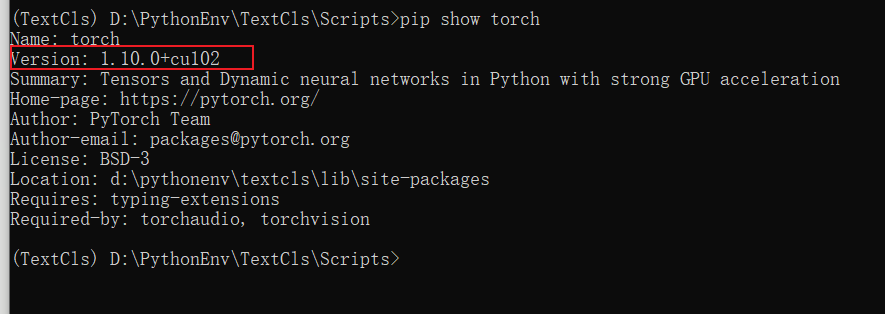 (TextCls) D:\PythonEnv\TextCls\Scripts>pip show torch
Name: torch
Version: 1.10.0+cu102
Summary: Tensors and Dynamic neural networks in Python with strong GPU acceleration
Home-page: https://pytorch.org/
Author: PyTorch Team
Author-email: packages@pytorch.org
License: BSD-3
Location: d:\pythonenv\textcls\lib\site-packages
Requires: typing-extensions
Required-by: torchaudio, torchvision
(TextCls) D:\PythonEnv\TextCls\Scripts>